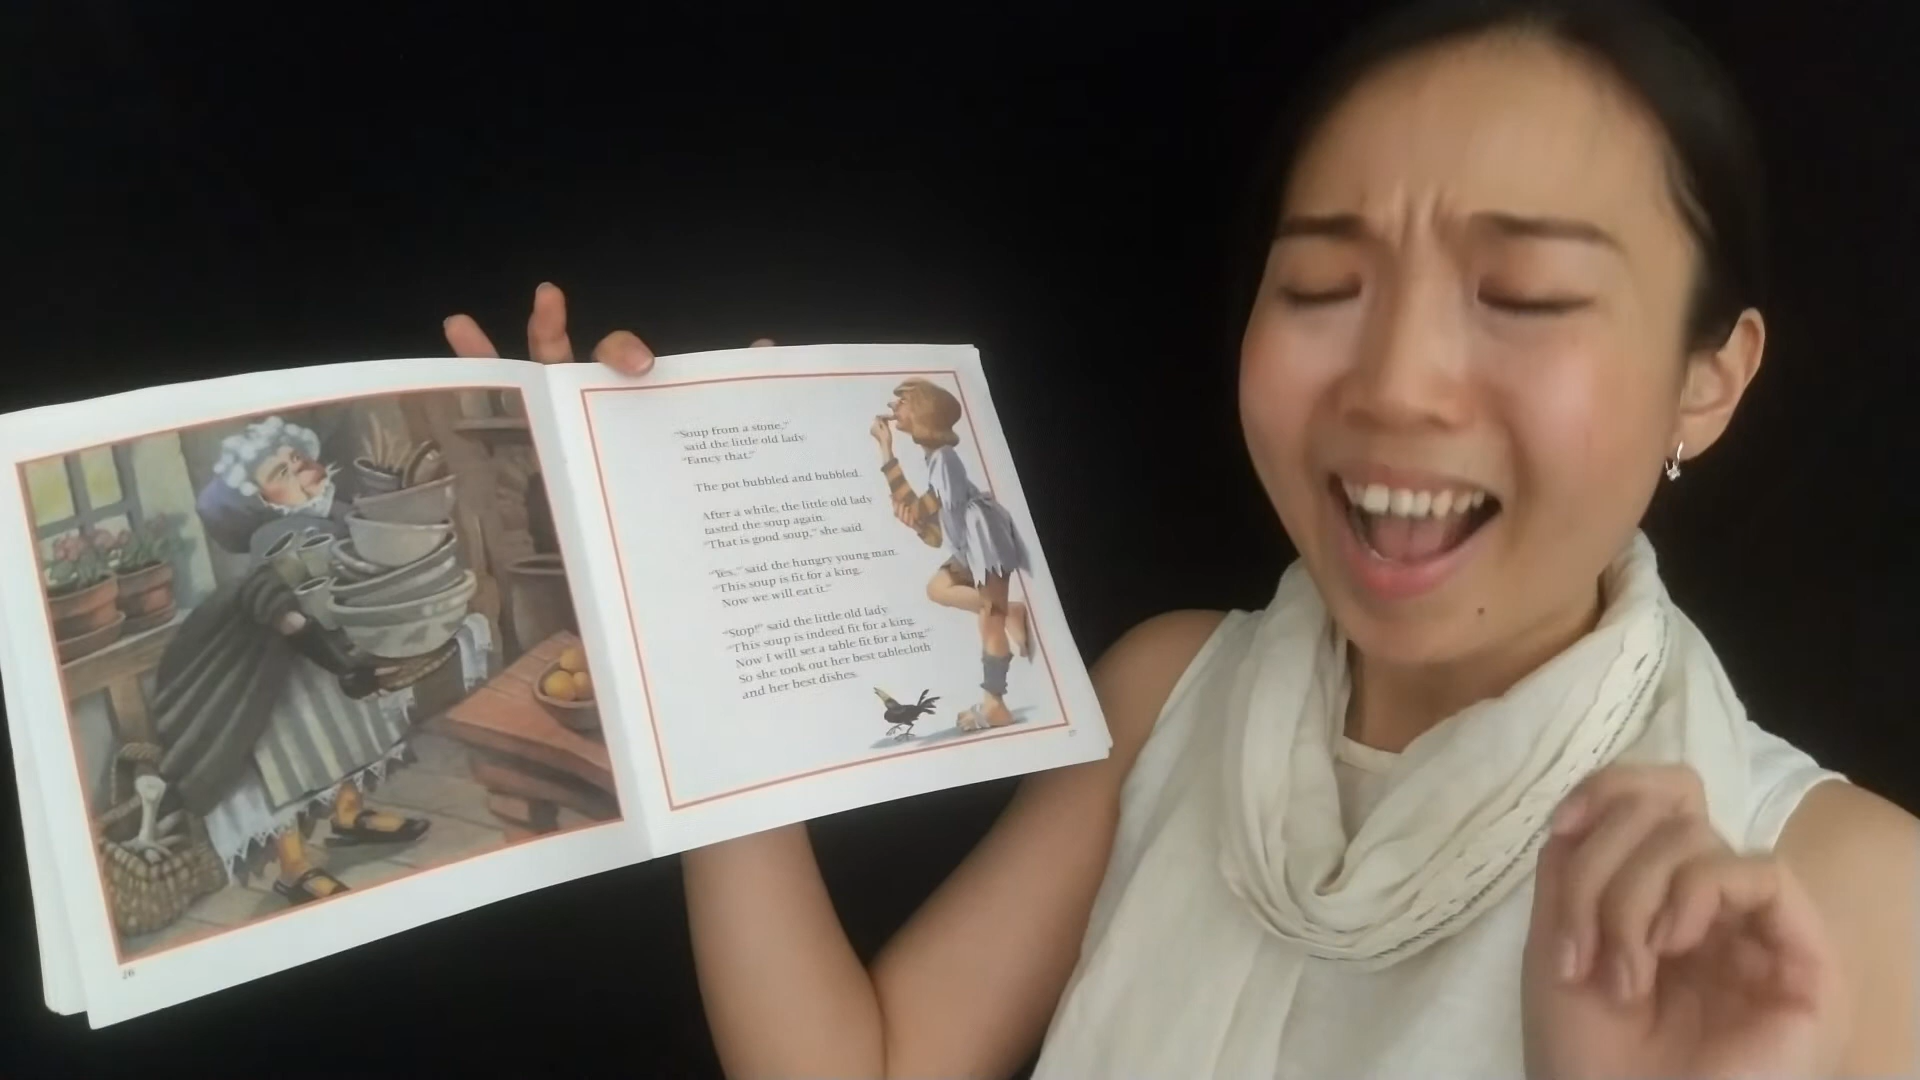 "Soup from a stone,"
said the little old lady.
"Fancy that."
The pot bubbled and bubbled.
After a while, the little old lady
tasted the soup again.
"That is good soup," she said.
"Yes," said the hungry young man.
"This soup is fit for a king.
Now we will eat it."
"Stop!" said the little old lady.
"This soup is indeed fit for a king.
Now I will set a table fit for a king."
So she took out her best tablecloth
and her best dishes.
26
27